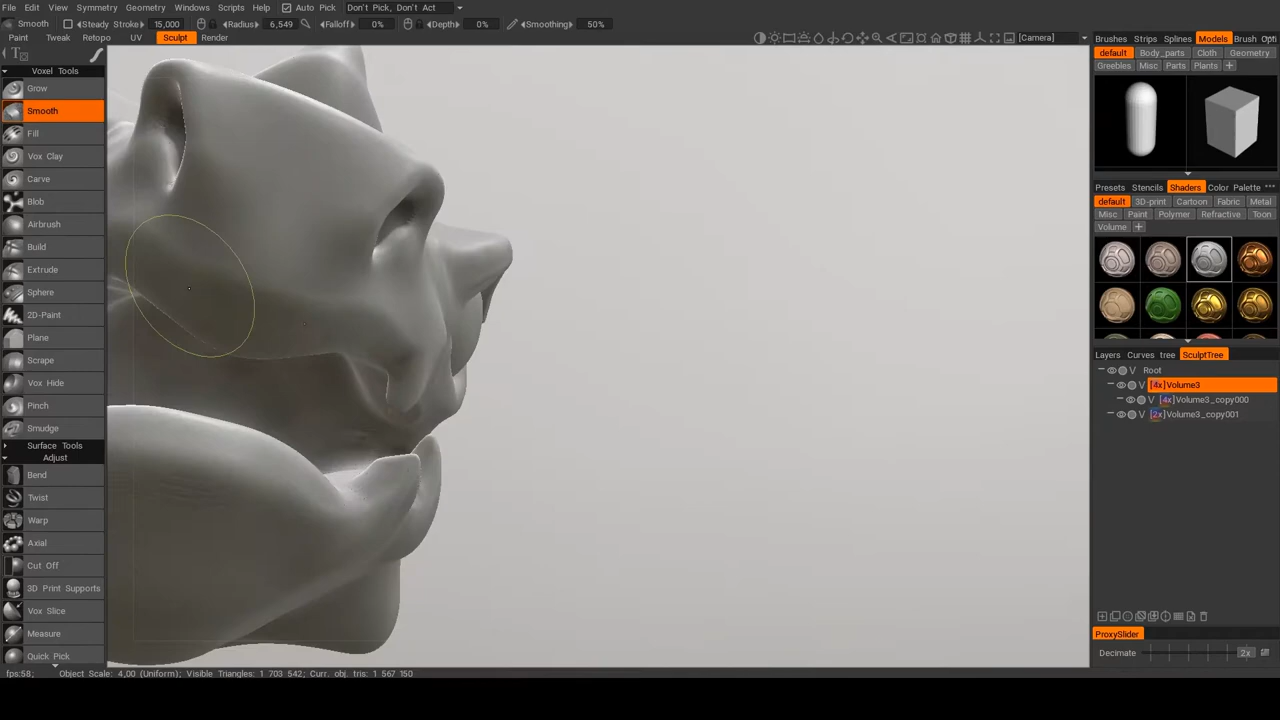 File Edit View Symmetry Geometry Windows Scripts Help Auto Pick Don't Pick, Don't Act
Smooth Steady Stroke 15,000 Radius 6,549 Falloff 0% Depth 0% Smoothing 50%
Paint Tweak Retopo UV Sculpt Render [Camera]
Voxel Tools
Grow
Smooth
Fill
Vox Clay
Carve
Blob
Airbrush
Build
Extrude
Sphere
2D-Paint
Plane
Scrape
Vox Hide
Pinch
Smudge
Surface Tools
Adjust
Bend
Twist
Warp
Axial
Cut Off
3D Print Supports
Vox Slice
Measure
Quick Pick
Brushes Strips Splines Models Brush
default Body_parts Cloth Geometry
Greebles Misc Parts Plants +
Presets Stencils Shaders Color Palette
default 3D-print Cartoon Fabric Metal
Misc Paint Polymer Refractive Toon
Volume +
Layers Curves tree SculptTree
V Root
V [4x]Volume3
V [4x]Volume3_copy000
V [2x]Volume3_copy001
ProxySlider
Decimate 2x
fps:58; Object Scale: 4,00 (Uniform); Visible Triangles: 1 703 542; Curr. obj. tris: 1 567 150